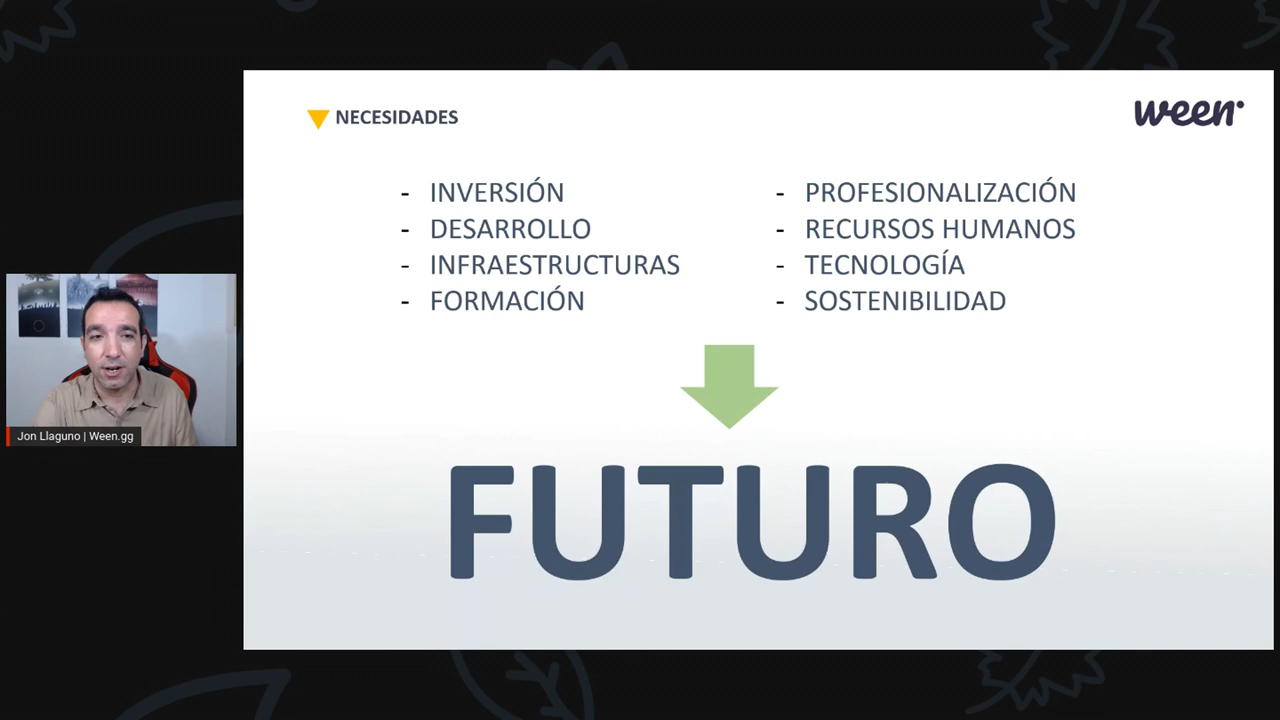 NECESIDADES
ween
- INVERSIÓN
- DESARROLLO
- INFRAESTRUCTURAS
- FORMACIÓN
- PROFESIONALIZACIÓN
- RECURSOS HUMANOS
- TECNOLOGÍA
- SOSTENIBILIDAD
FUTURO
Jon Llaguno | Ween.gg